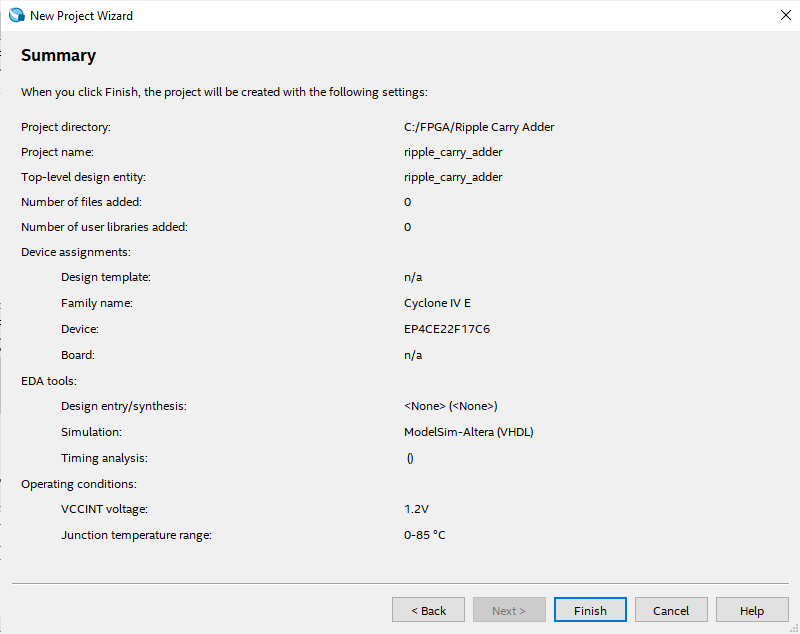 New Project Wizard
Summary
When you click Finish, the project will be created with the following settings:
Project directory: C:/FPGA/Ripple Carry Adder
Project name: ripple_carry_adder
Top-level design entity: ripple_carry_adder
Number of files added: 0
Number of user libraries added: 0
Device assignments:
Design template: n/a
Family name: Cyclone IV E
Device: EP4CE22F17C6
Board: n/a
EDA tools:
Design entry/synthesis: <None> (<None>)
Simulation: ModelSim-Altera (VHDL)
Timing analysis: ()
Operating conditions:
VCCINT voltage: 1.2V
Junction temperature range: 0-85 °C
< Back Next > Finish Cancel Help